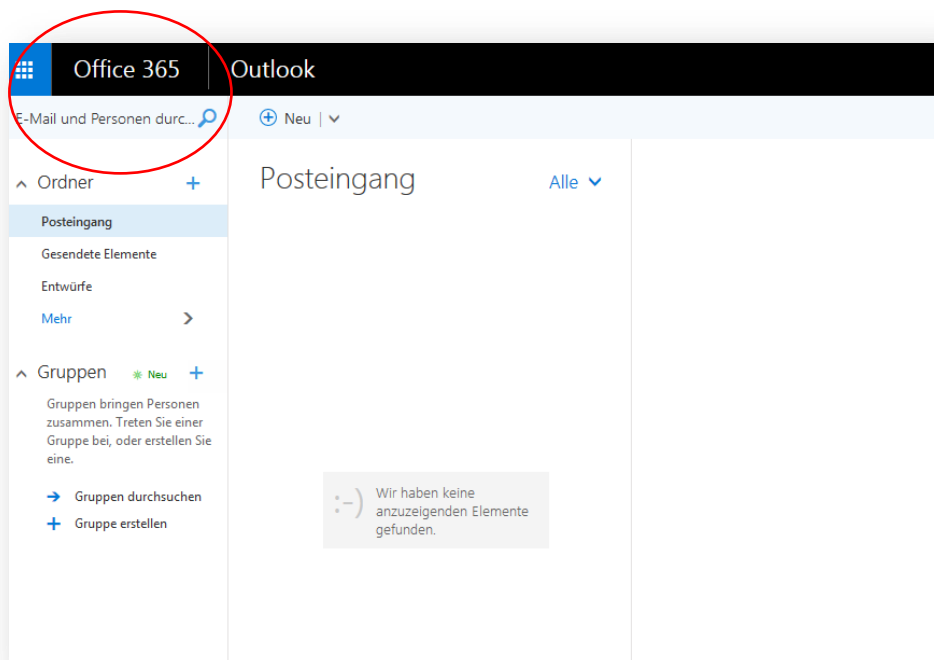 Office 365
Outlook
E-Mail und Personen durc...
Neu
Ordner
Posteingang
Gesendete Elemente
Entwürfe
Mehr
Gruppen
Neu
Gruppen bringen Personen
zusammen. Treten Sie einer
Gruppe bei, oder erstellen Sie
eine.
Gruppen durchsuchen
Gruppe erstellen
Posteingang
Alle
:-)
Wir haben keine
anzuzeigenden Elemente
gefunden.